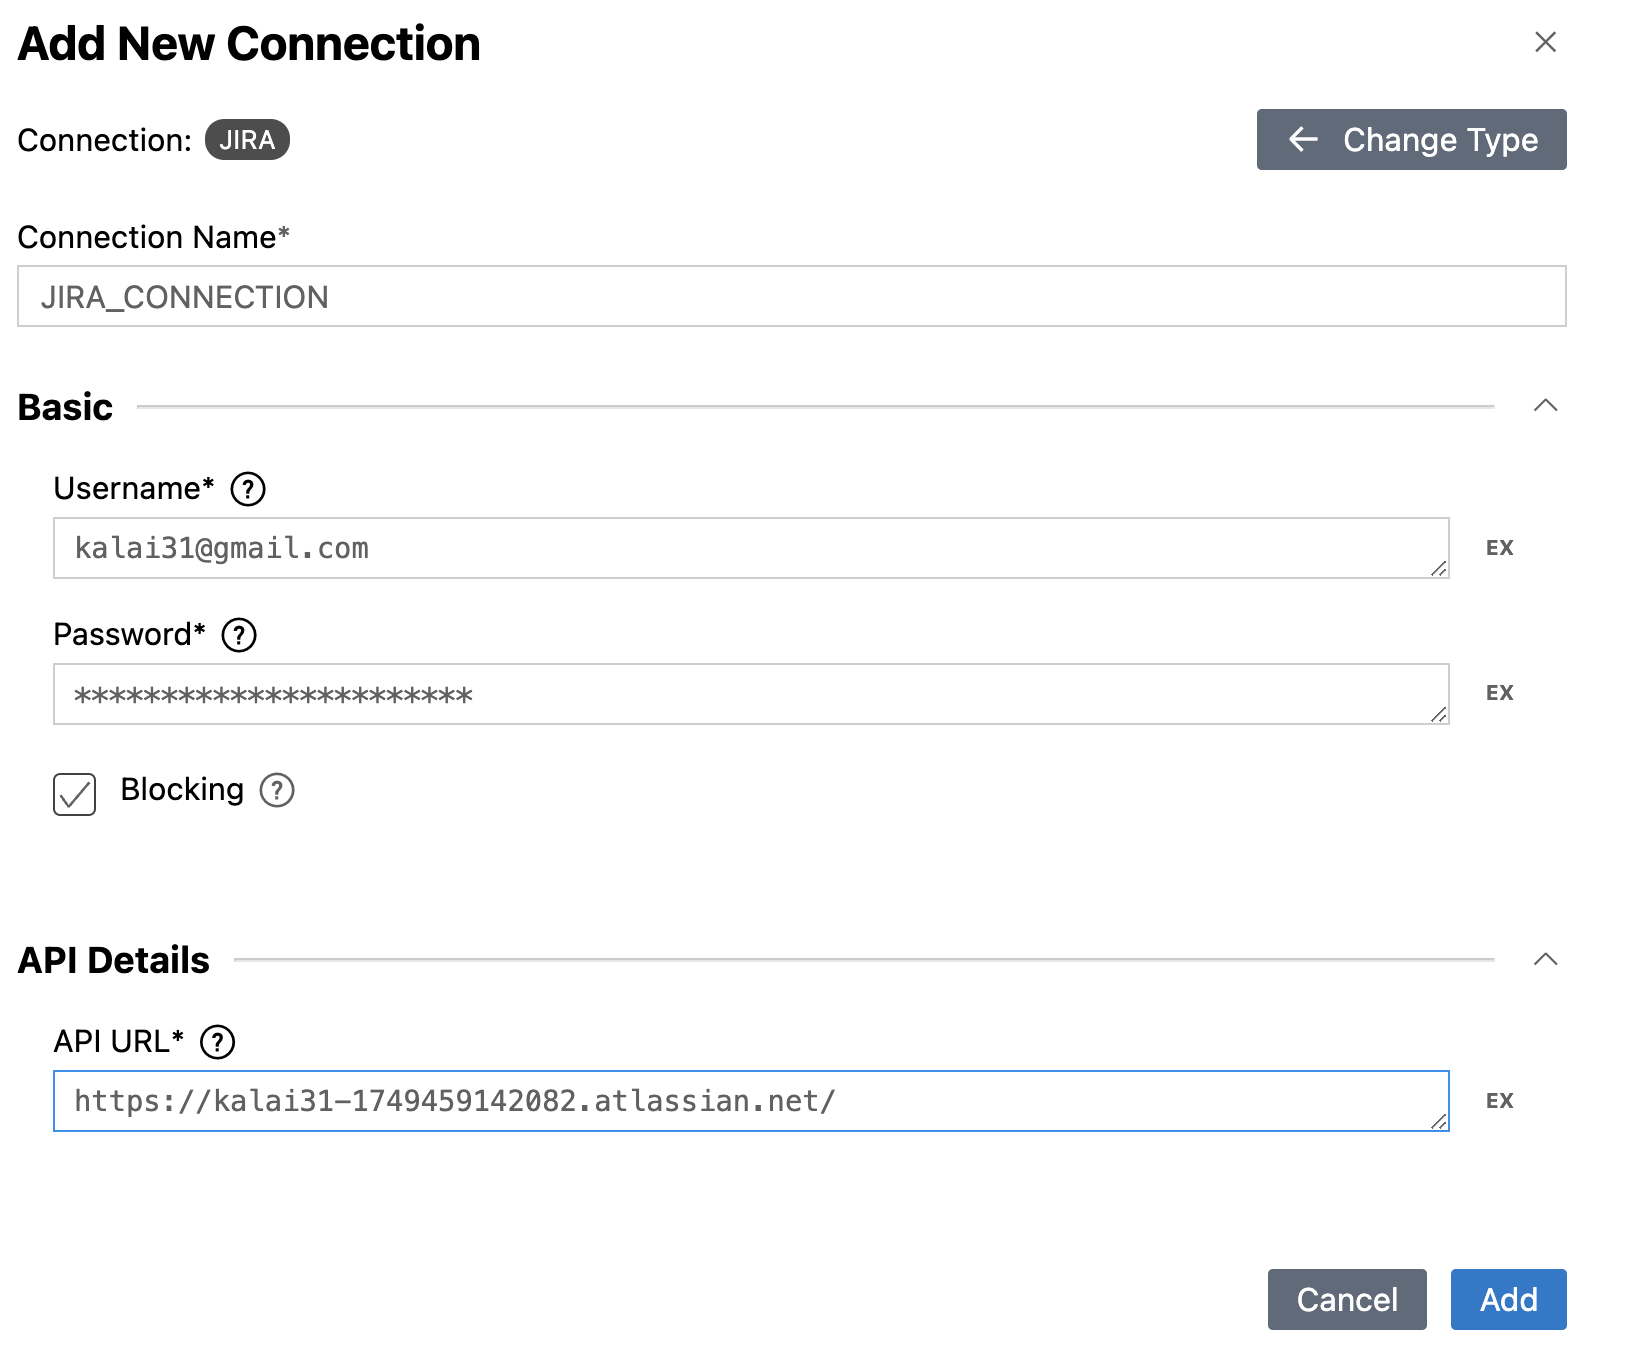 Add New Connection
Connection: JIRA
← Change Type
Connection Name*
JIRA_CONNECTION
Basic
Username* ?
kalai31@gmail.com
EX
Password* ?
***********************
EX
Blocking ?
API Details
API URL* ?
https://kalai31-1749459142082.atlassian.net/
EX
Cancel Add